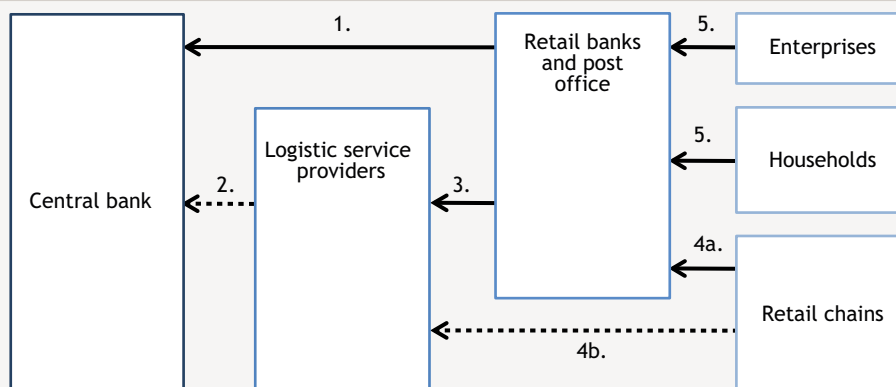 1.
Retail banks
and post
office
5.
Enterprises
Logistic service
providers
5.
Households
Central bank
2.
3.
4a.
Retail chains
4b.